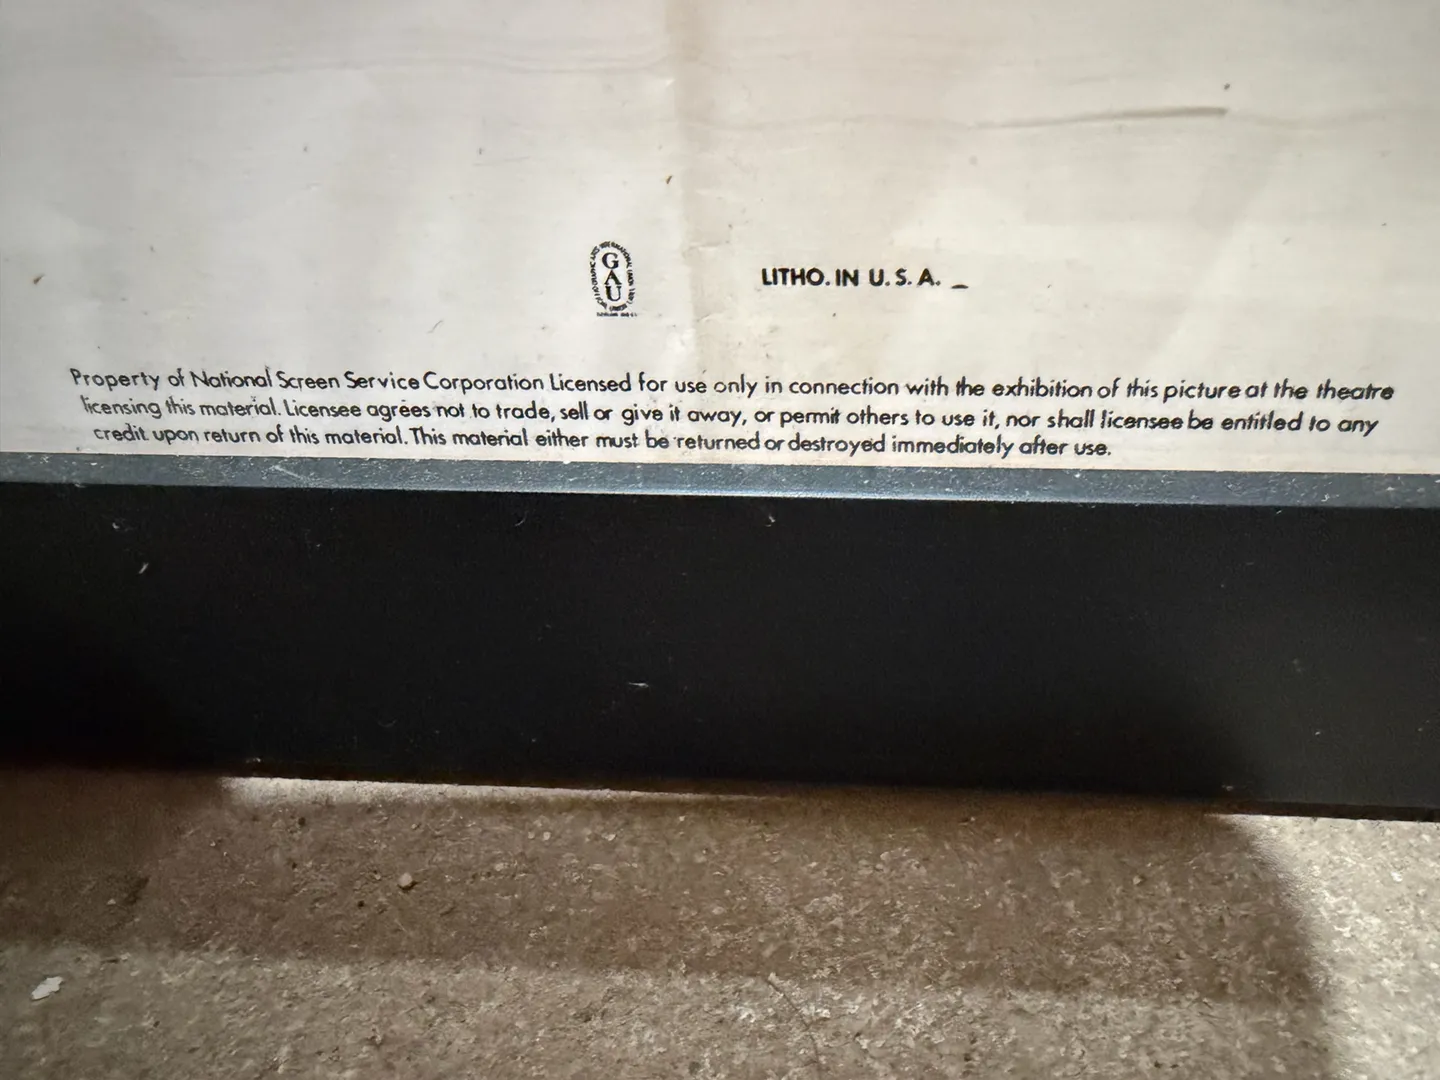 GAU
LITHO. IN U. S. A.
Property of National Screen Service Corporation Licensed for use only in connection with the exhibition of this picture at the theatre
licensing this material. Licensee agrees not to trade, sell or give it away, or permit others to use it, nor shall licensee be entitled to any
credit upon return of this material. This material either must be returned or destroyed immediately after use.